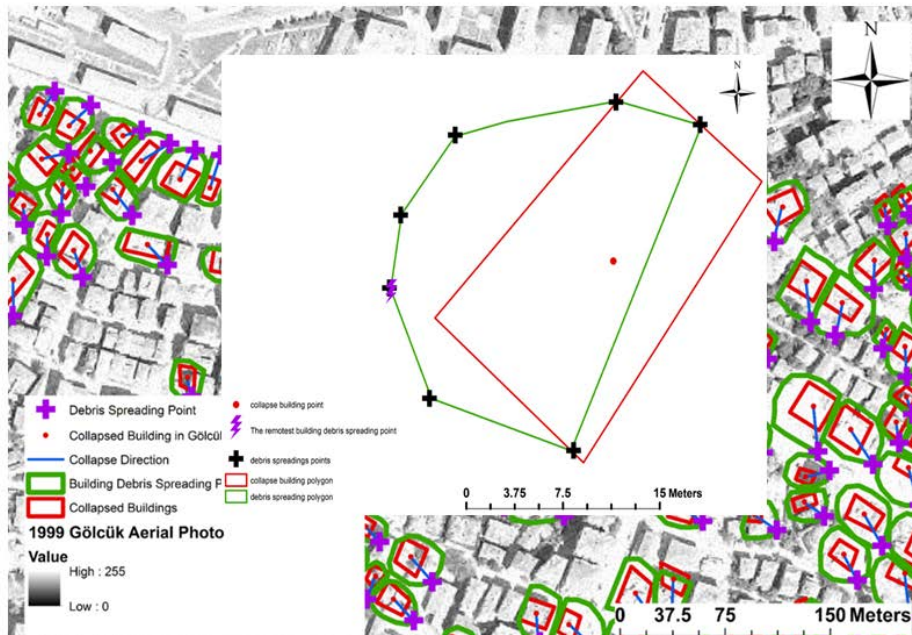 N
N
Debris Spreading Point
Collapsed Building in Gölcük
Collapse Direction
Building Debris Spreading P
Collapsed Buildings
1999 Gölcük Aerial Photo
Value
High : 255
Low : 0
collapse building point
The remotest building debris spreading point
debris spreadings points
collapse building polygon
debris spreading polygon
0 3.75 7.5 15 Meters
0 37.5 75 150 Meters